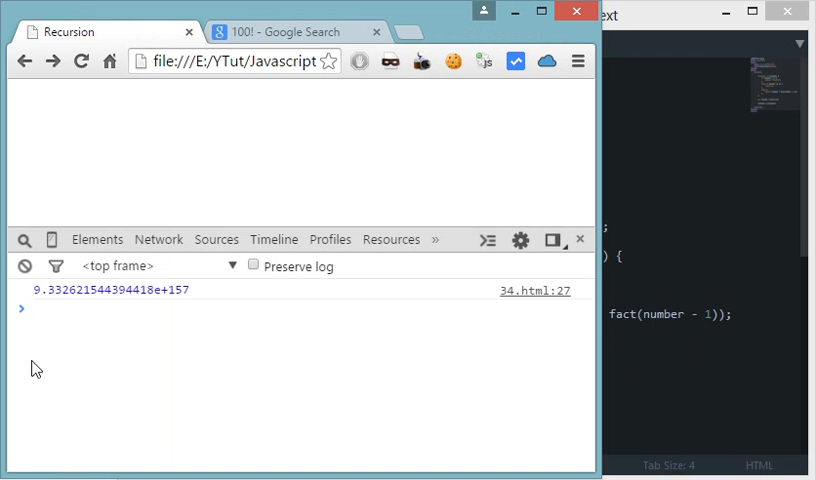 ext
Recursion
100! - Google Search
file:///E:/YTut/Javascript
js
Elements Network Sources Timeline Profiles Resources »
<top frame> Preserve log
9.332621544394418e+157 34.html:27
;
) {
fact(number - 1));
Tab Size: 4 HTML